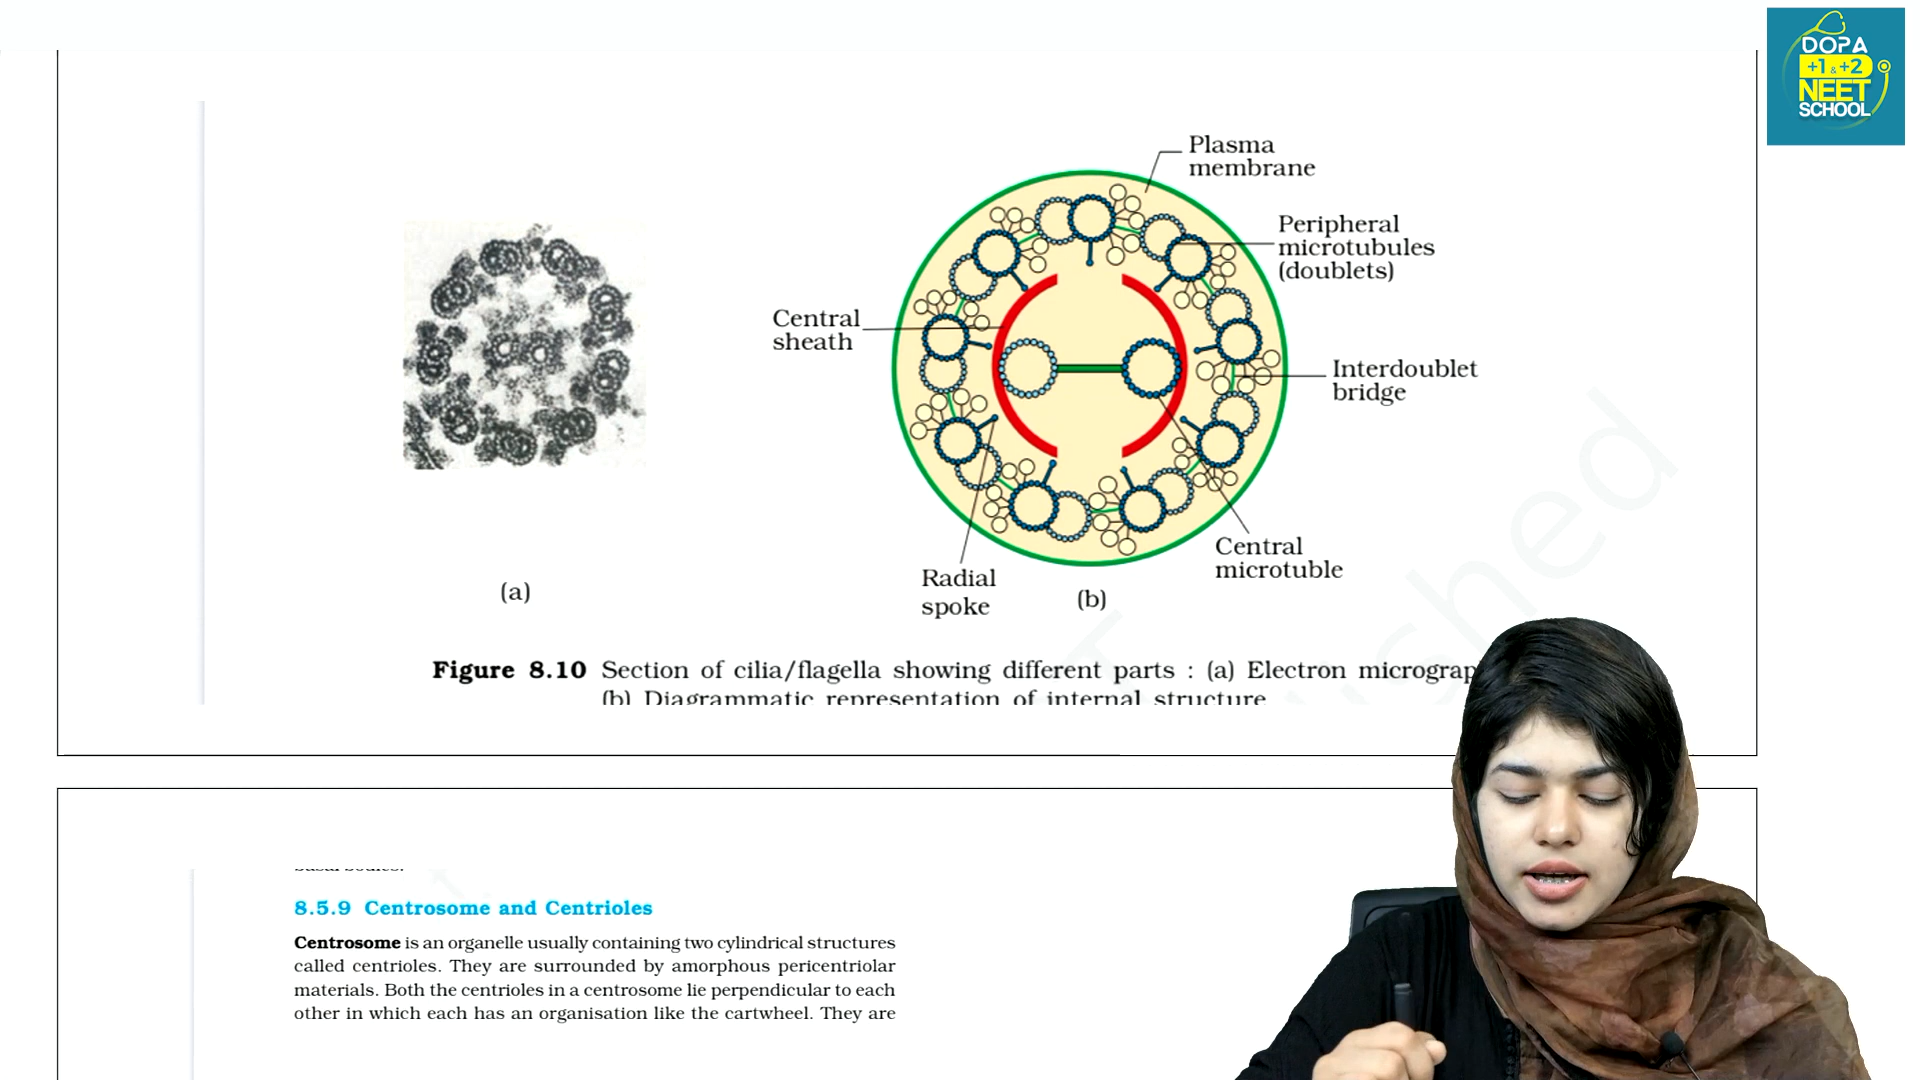 DOPA
+1 & +2
NEET
SCHOOL
Plasma
membrane
Peripheral
microtubules
(doublets)
Central
sheath
Interdoublet
bridge
Central
microtuble
Radial
spoke
(a)
(b)
Figure 8.10 Section of cilia/flagella showing different parts : (a) Electron
(b) Diagrammatic representation of internal structure
8.5.9 Centrosome and Centrioles
Centrosome is an organelle usually containing two cylindrical structures
called centrioles. They are surrounded by amorphous pericentriolar
materials. Both the centrioles in a centrosome lie perpendicular to each
other in which each has an organisation like the cartwheel. They are